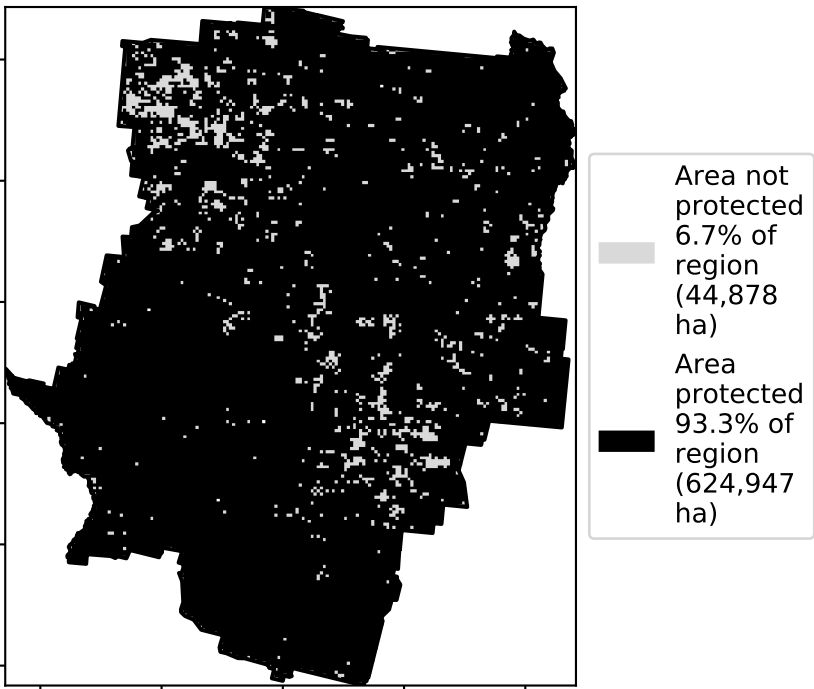 Area not
protected
6.7% of
region
(44,878
ha)
Area
protected
93.3% of
region
(624,947
ha)